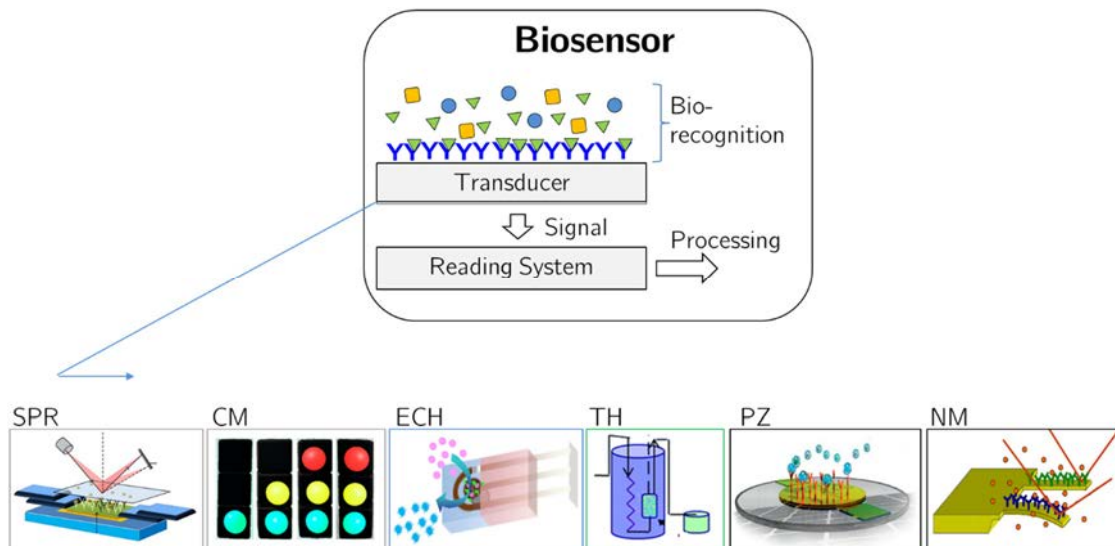 Biosensor
Bio-
recognition
Transducer
Signal
Processing
Reading System
SPR
CM
ECH
TH
PZ
NM